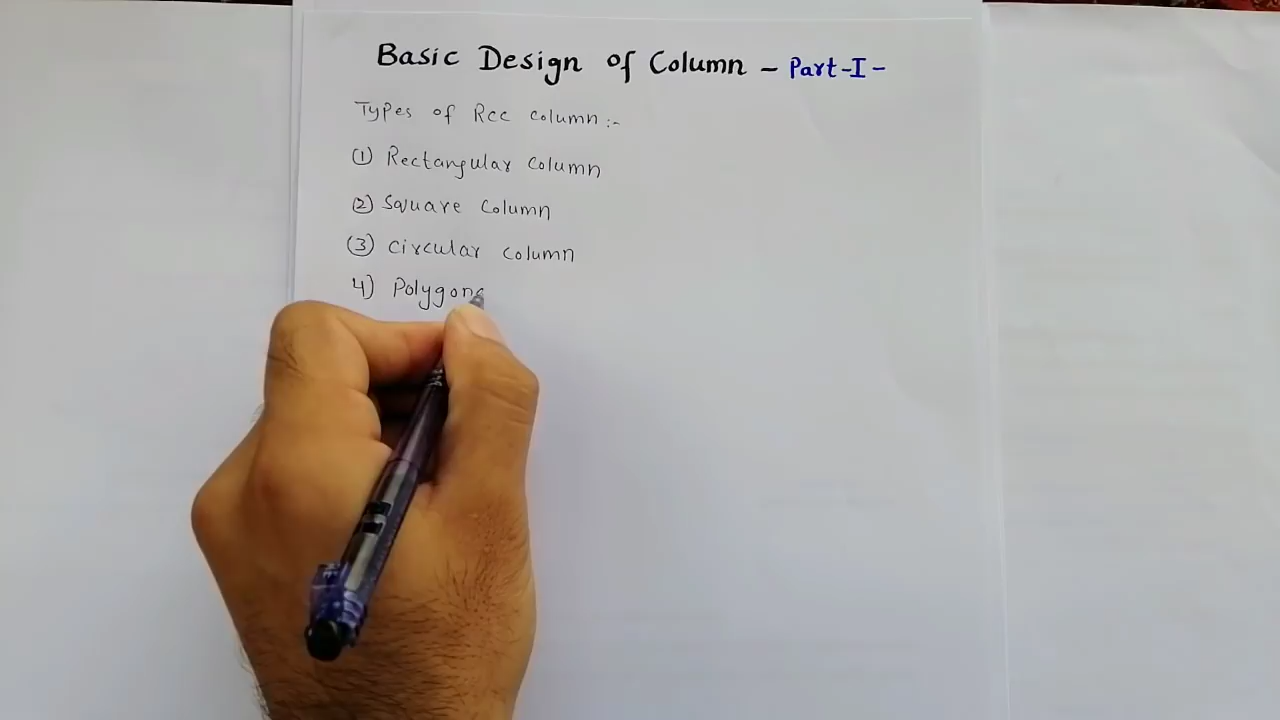 Basic Design of Column - Part-I-
Types of Rcc column:-
(1) Rectangular column
(2) Square column
(3) circular column
4) Polygona